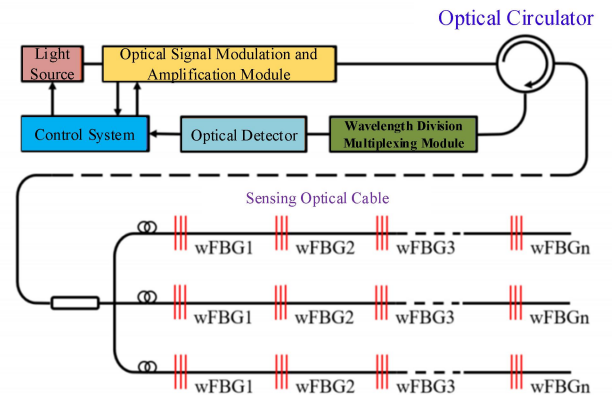 Optical Circulator
Light
Source
Optical Signal Modulation and
Amplification Module
Control System
Optical Detector
Wavelength Division
Multiplexing Module
Sensing Optical Cable
wFBG1 wFBG2 wFBG3 wFBGn
wFBG1 wFBG2 wFBG3 wFBGn
wFBG1 wFBG2 wFBG3 wFBGn